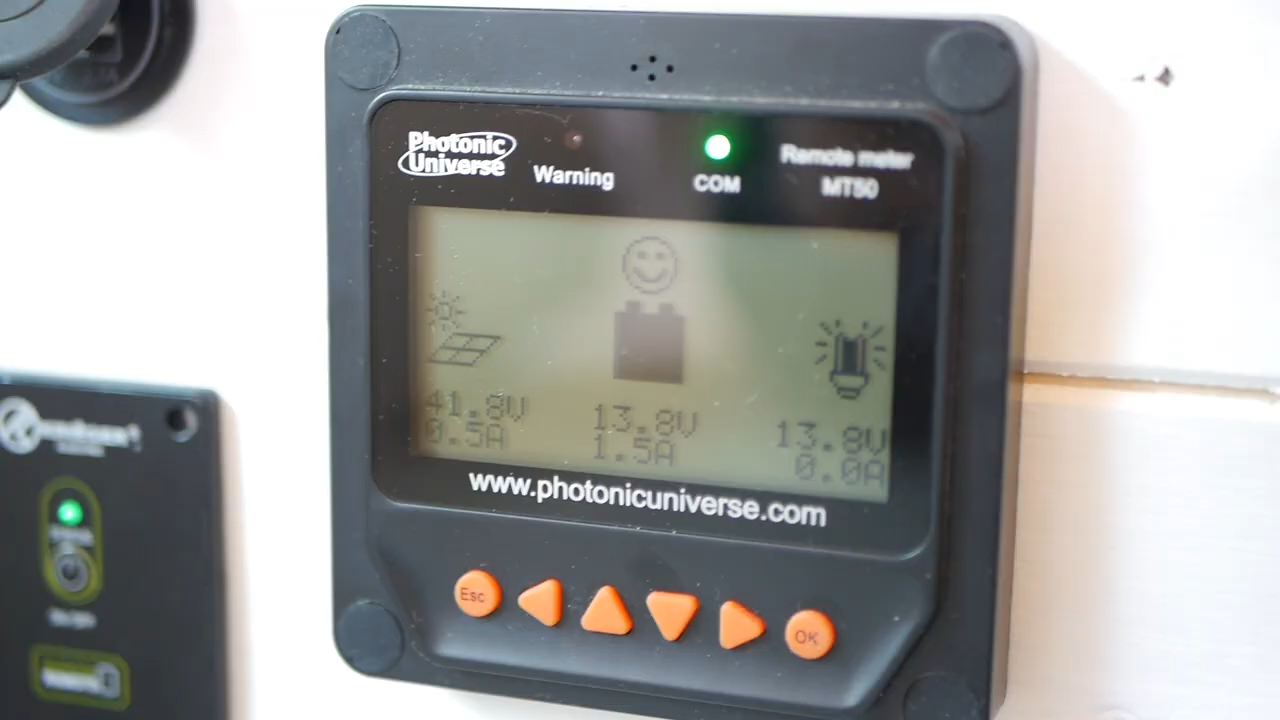 Photonic
Universe
Warning
COM
Remote meter
MT50
41.8V
0.5A
13.8V
1.5A
13.8V
0.0A
www.photonicuniverse.com
Esc
OK